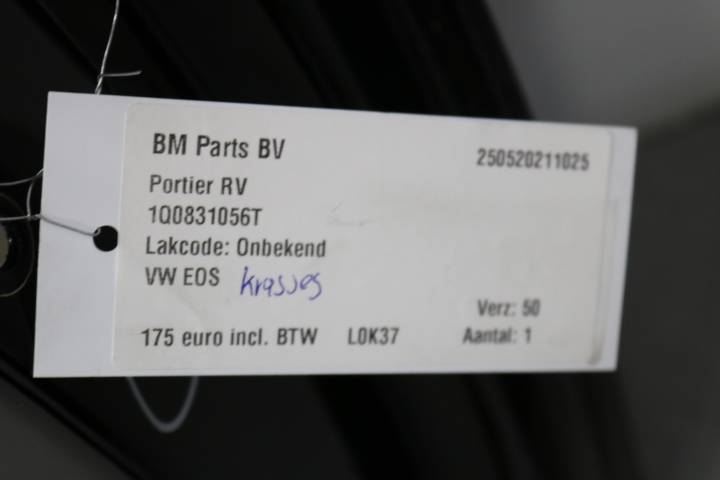 BM Parts BV
250520211025
Portier RV
1Q0831056T
Lakcode: Onbekend
VW EOS krasjes
Verz: 50
175 euro incl. BTW L0K37 Aantal: 1